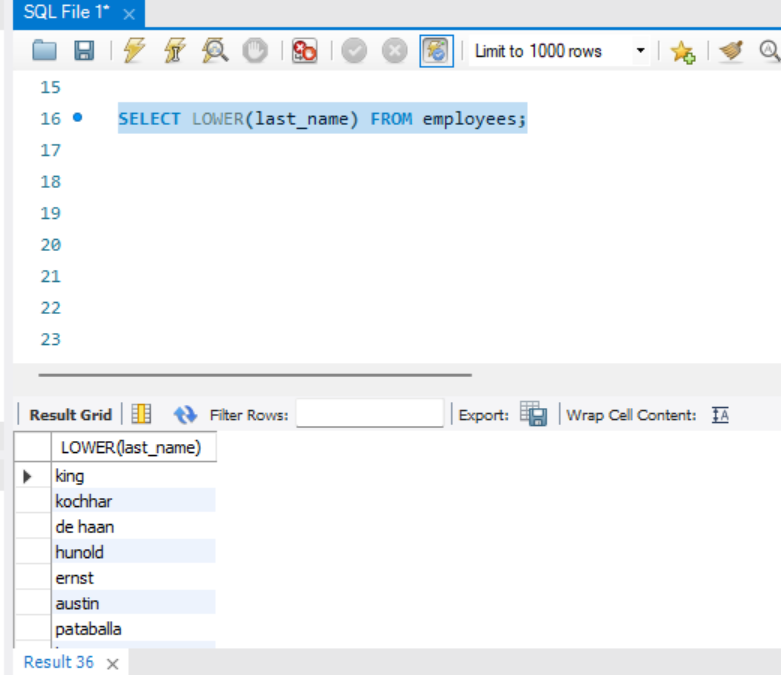 SQL File 1*
Limit to 1000 rows
15
16 SELECT LOWER(last_name) FROM employees;
17
18
19
20
21
22
23
Result Grid Filter Rows: Export: Wrap Cell Content:
LOWER(last_name)
king
kochhar
de haan
hunold
ernst
austin
pataballa
Result 36